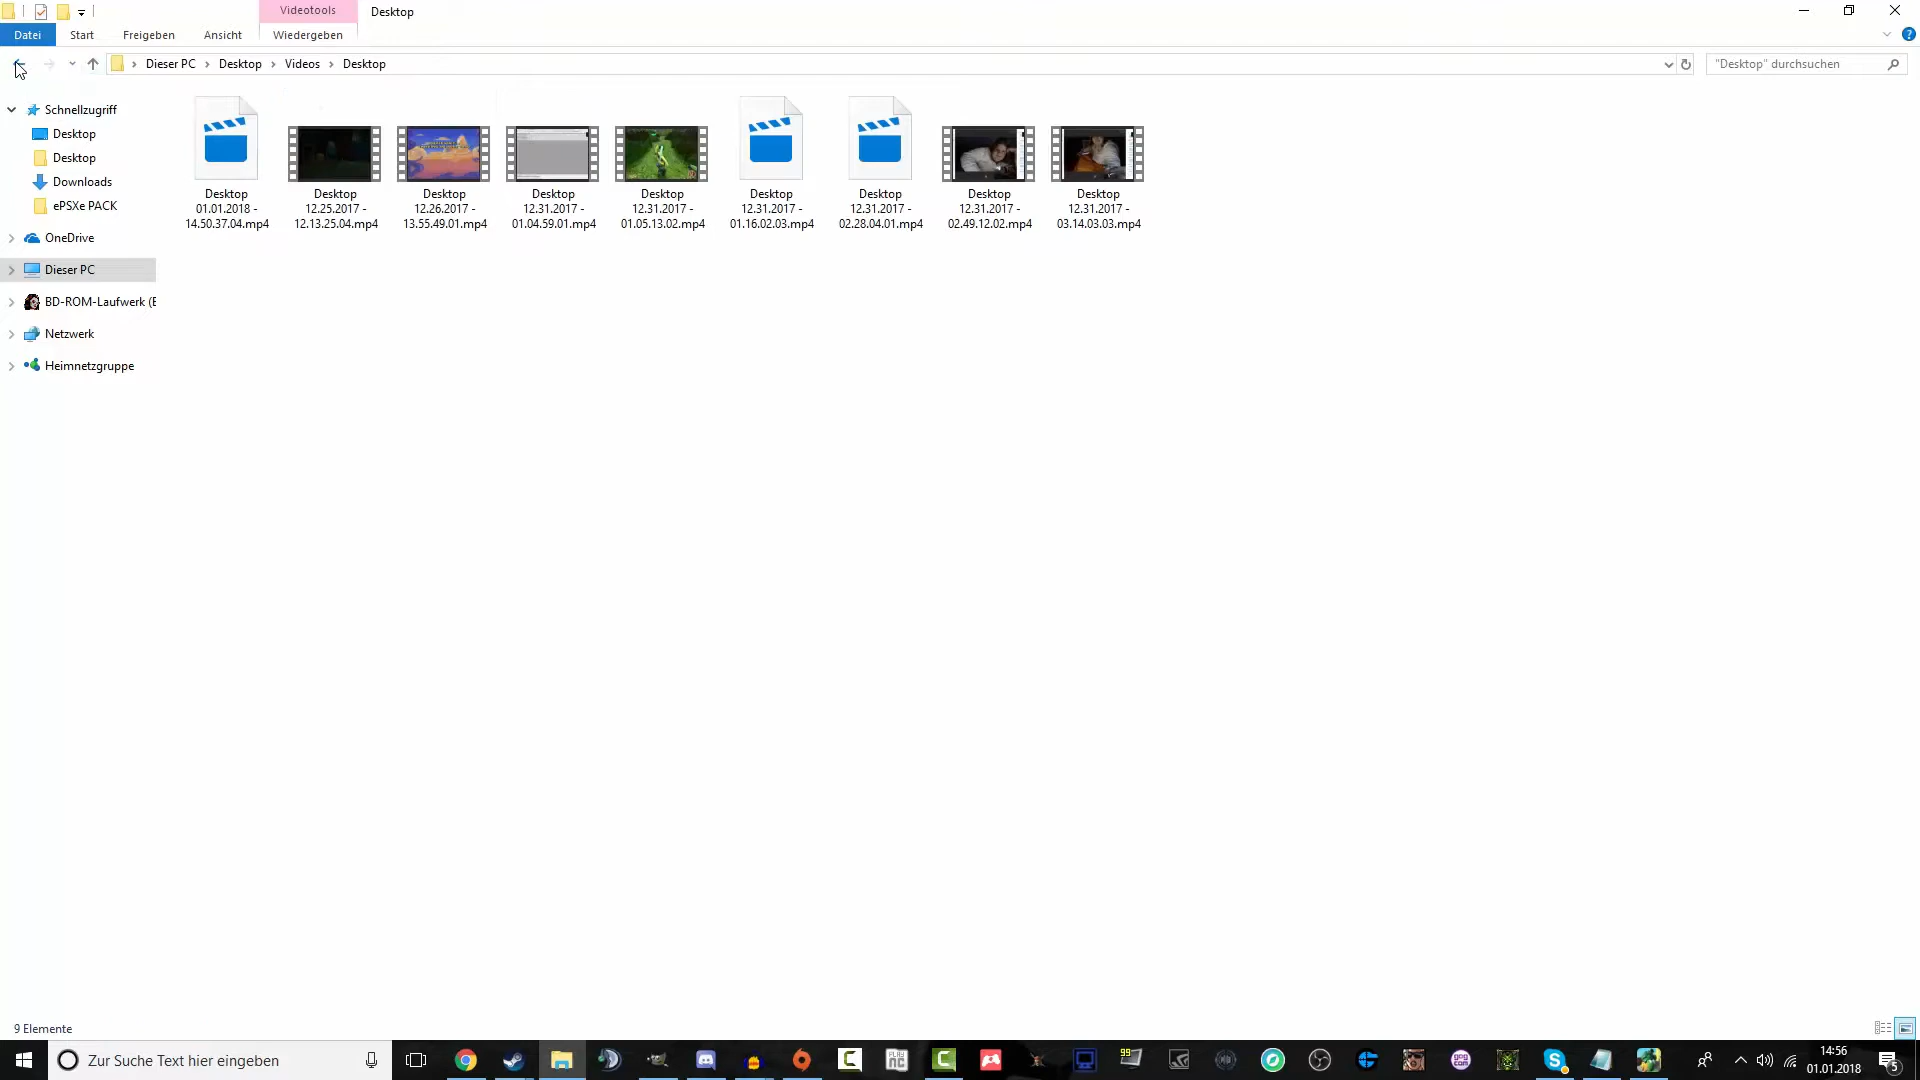 Videotools
Desktop
Datei
Start
Freigeben
Ansicht
Wiedergeben
Dieser PC
Desktop
Videos
Desktop
"Desktop" durchsuchen
Schnellzugriff
Desktop
Desktop
Downloads
ePSXe PACK
OneDrive
Dieser PC
BD-ROM-Laufwerk (E
Netzwerk
Heimnetzgruppe
Desktop
01.01.2018 -
14.50.37.04.mp4
Desktop
12.25.2017 -
12.13.25.04.mp4
Desktop
12.26.2017 -
13.55.49.01.mp4
Desktop
12.31.2017 -
01.04.59.01.mp4
Desktop
12.31.2017 -
01.05.13.02.mp4
Desktop
12.31.2017 -
01.16.02.03.mp4
Desktop
12.31.2017 -
02.28.04.01.mp4
Desktop
12.31.2017 -
02.49.12.02.mp4
Desktop
12.31.2017 -
03.14.03.03.mp4
9 Elemente
Zur Suche Text hier eingeben
PLAY
NC
99
GOG
COM
14:56
01.01.2018
5